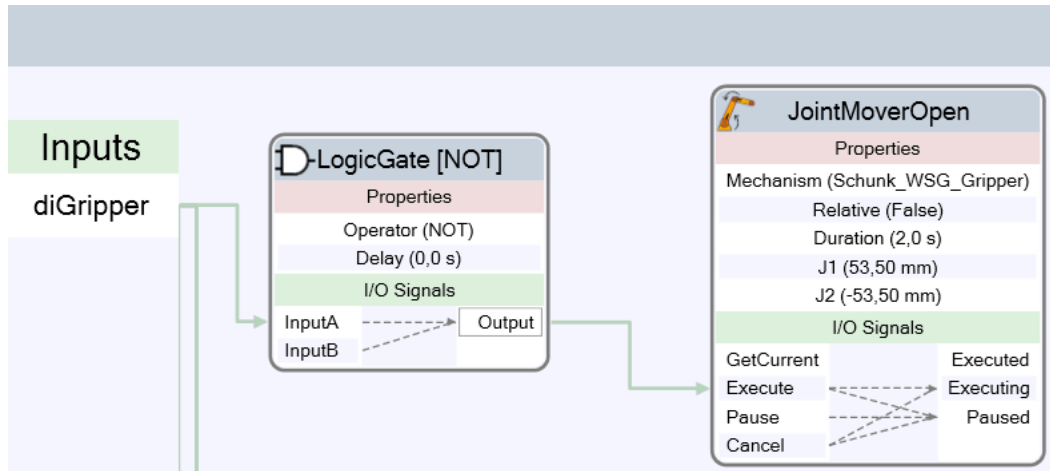 Inputs
diGripper
LogicGate [NOT]
Properties
Operator (NOT)
Delay (0,0 s)
I/O Signals
InputA Output
InputB
JointMoverOpen
Properties
Mechanism (Schunk_WSG_Gripper)
Relative (False)
Duration (2,0 s)
J1 (53,50 mm)
J2 (-53,50 mm)
I/O Signals
GetCurrent Executed
Execute Executing
Pause Paused
Cancel